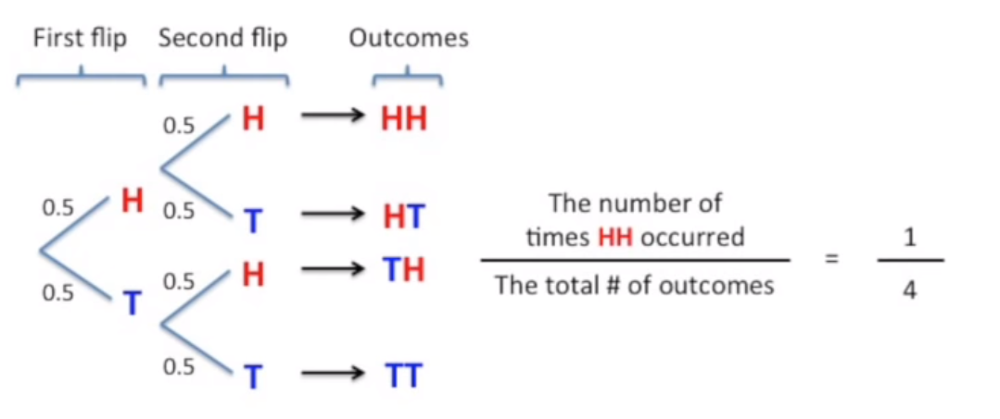 First flip Second flip Outcomes
0.5 H HH
0.5 H 0.5 T HT
0.5 T 0.5 H TH
0.5 T TT
The number of
times HH occurred
The total # of outcomes
=
1
4